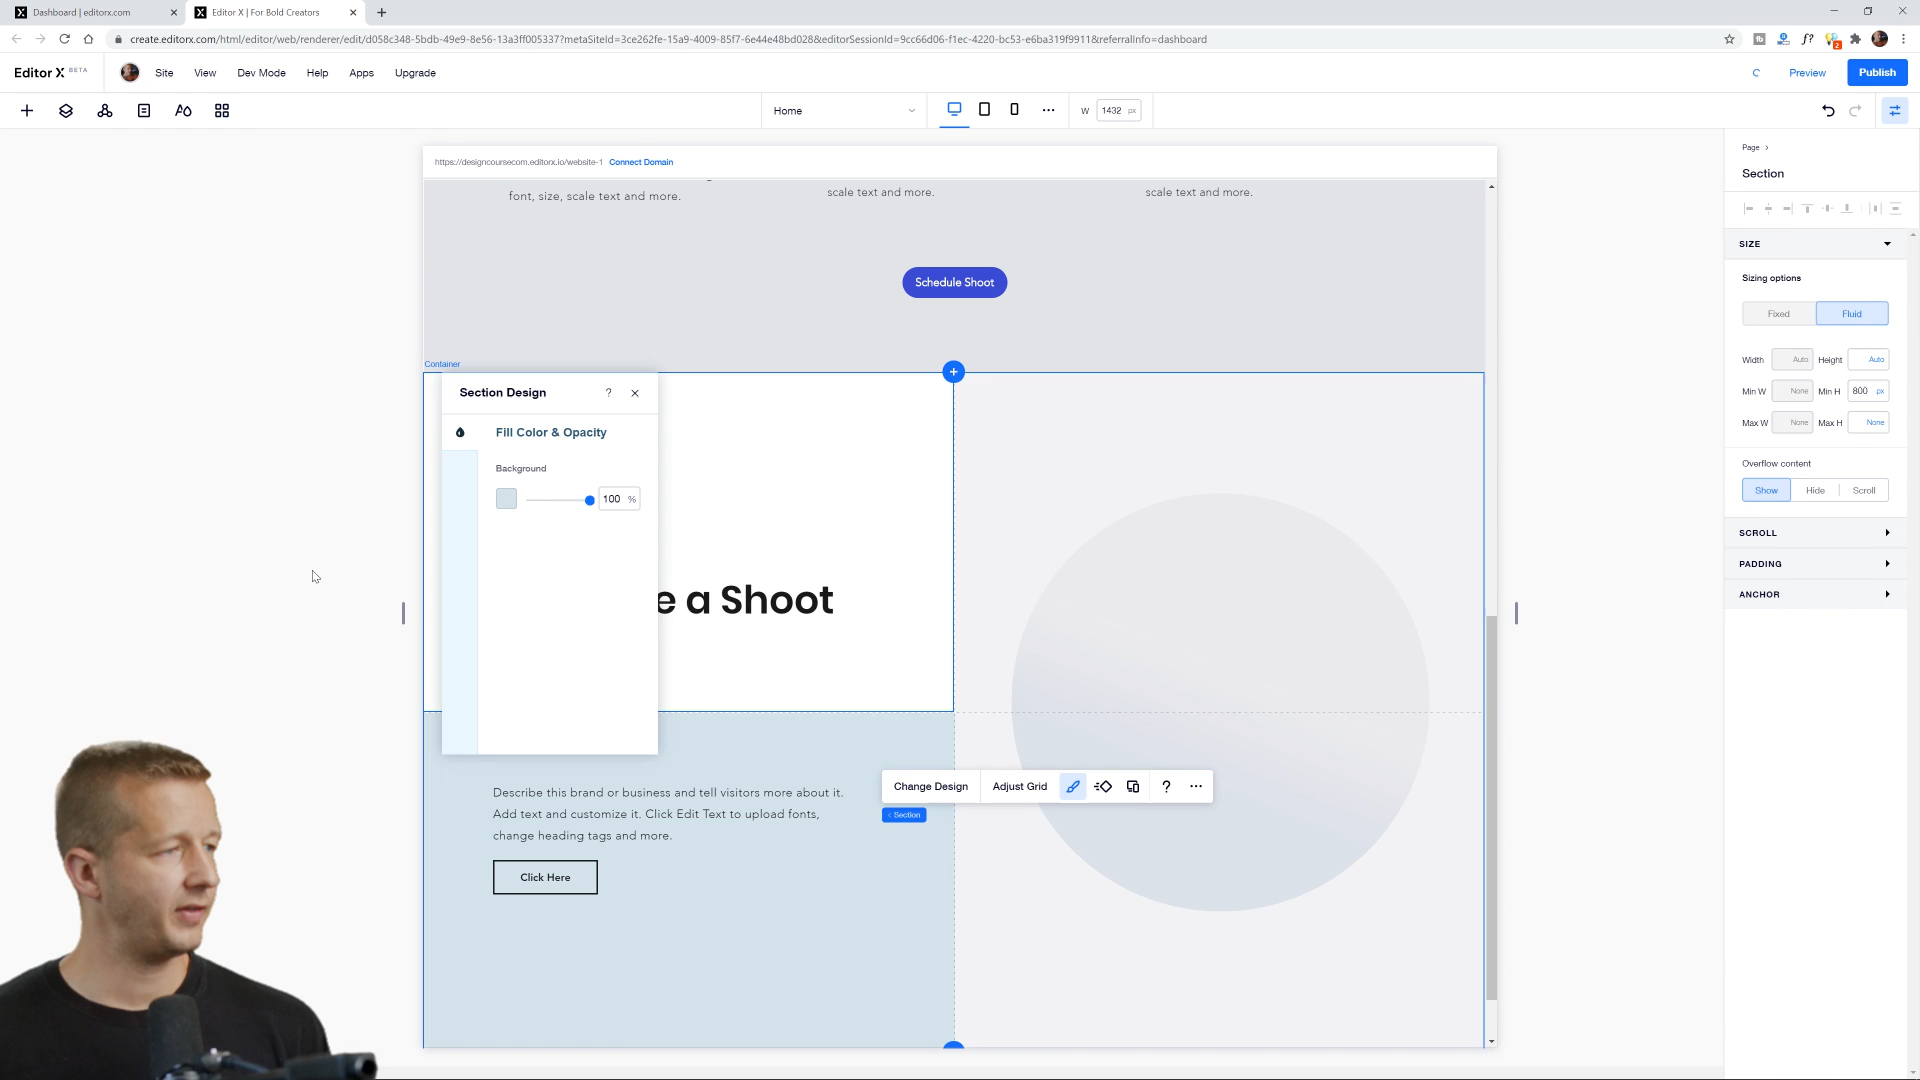 Dashboard | editorx.com
Editor X | For Bold Creators
create.editorx.com/html/editor/web/renderer/edit/d058c348-5bdb-49e9-8e56-13a3ff005337?metaSiteId=3ce262fe-15a9-4009-85f7-6e44e48bd028&editorSessionId=9cc66d06-f1ec-4220-bc53-e6ba319f9911&referralInfo=dashboard
f?
2
Editor X BETA
Site
View
Dev Mode
Help
Apps
Upgrade
Preview
Publish
Home
W 1432 px
https://designcoursecom.editorx.io/website-1 Connect Domain
font, size, scale text and more.
scale text and more.
scale text and more.
Schedule Shoot
Container
Section Design ?
Fill Color & Opacity
Background
100 %
e a Shoot
Describe this brand or business and tell visitors more about it.
Add text and customize it. Click Edit Text to upload fonts,
change heading tags and more.
Click Here
Change Design
Adjust Grid
?
< Section
Page >
Section
SIZE
Sizing options
Fixed Fluid
Width Auto Height Auto
Min W None Min H 800 px
Max W None Max H None
Overflow content
Show Hide Scroll
SCROLL
PADDING
ANCHOR